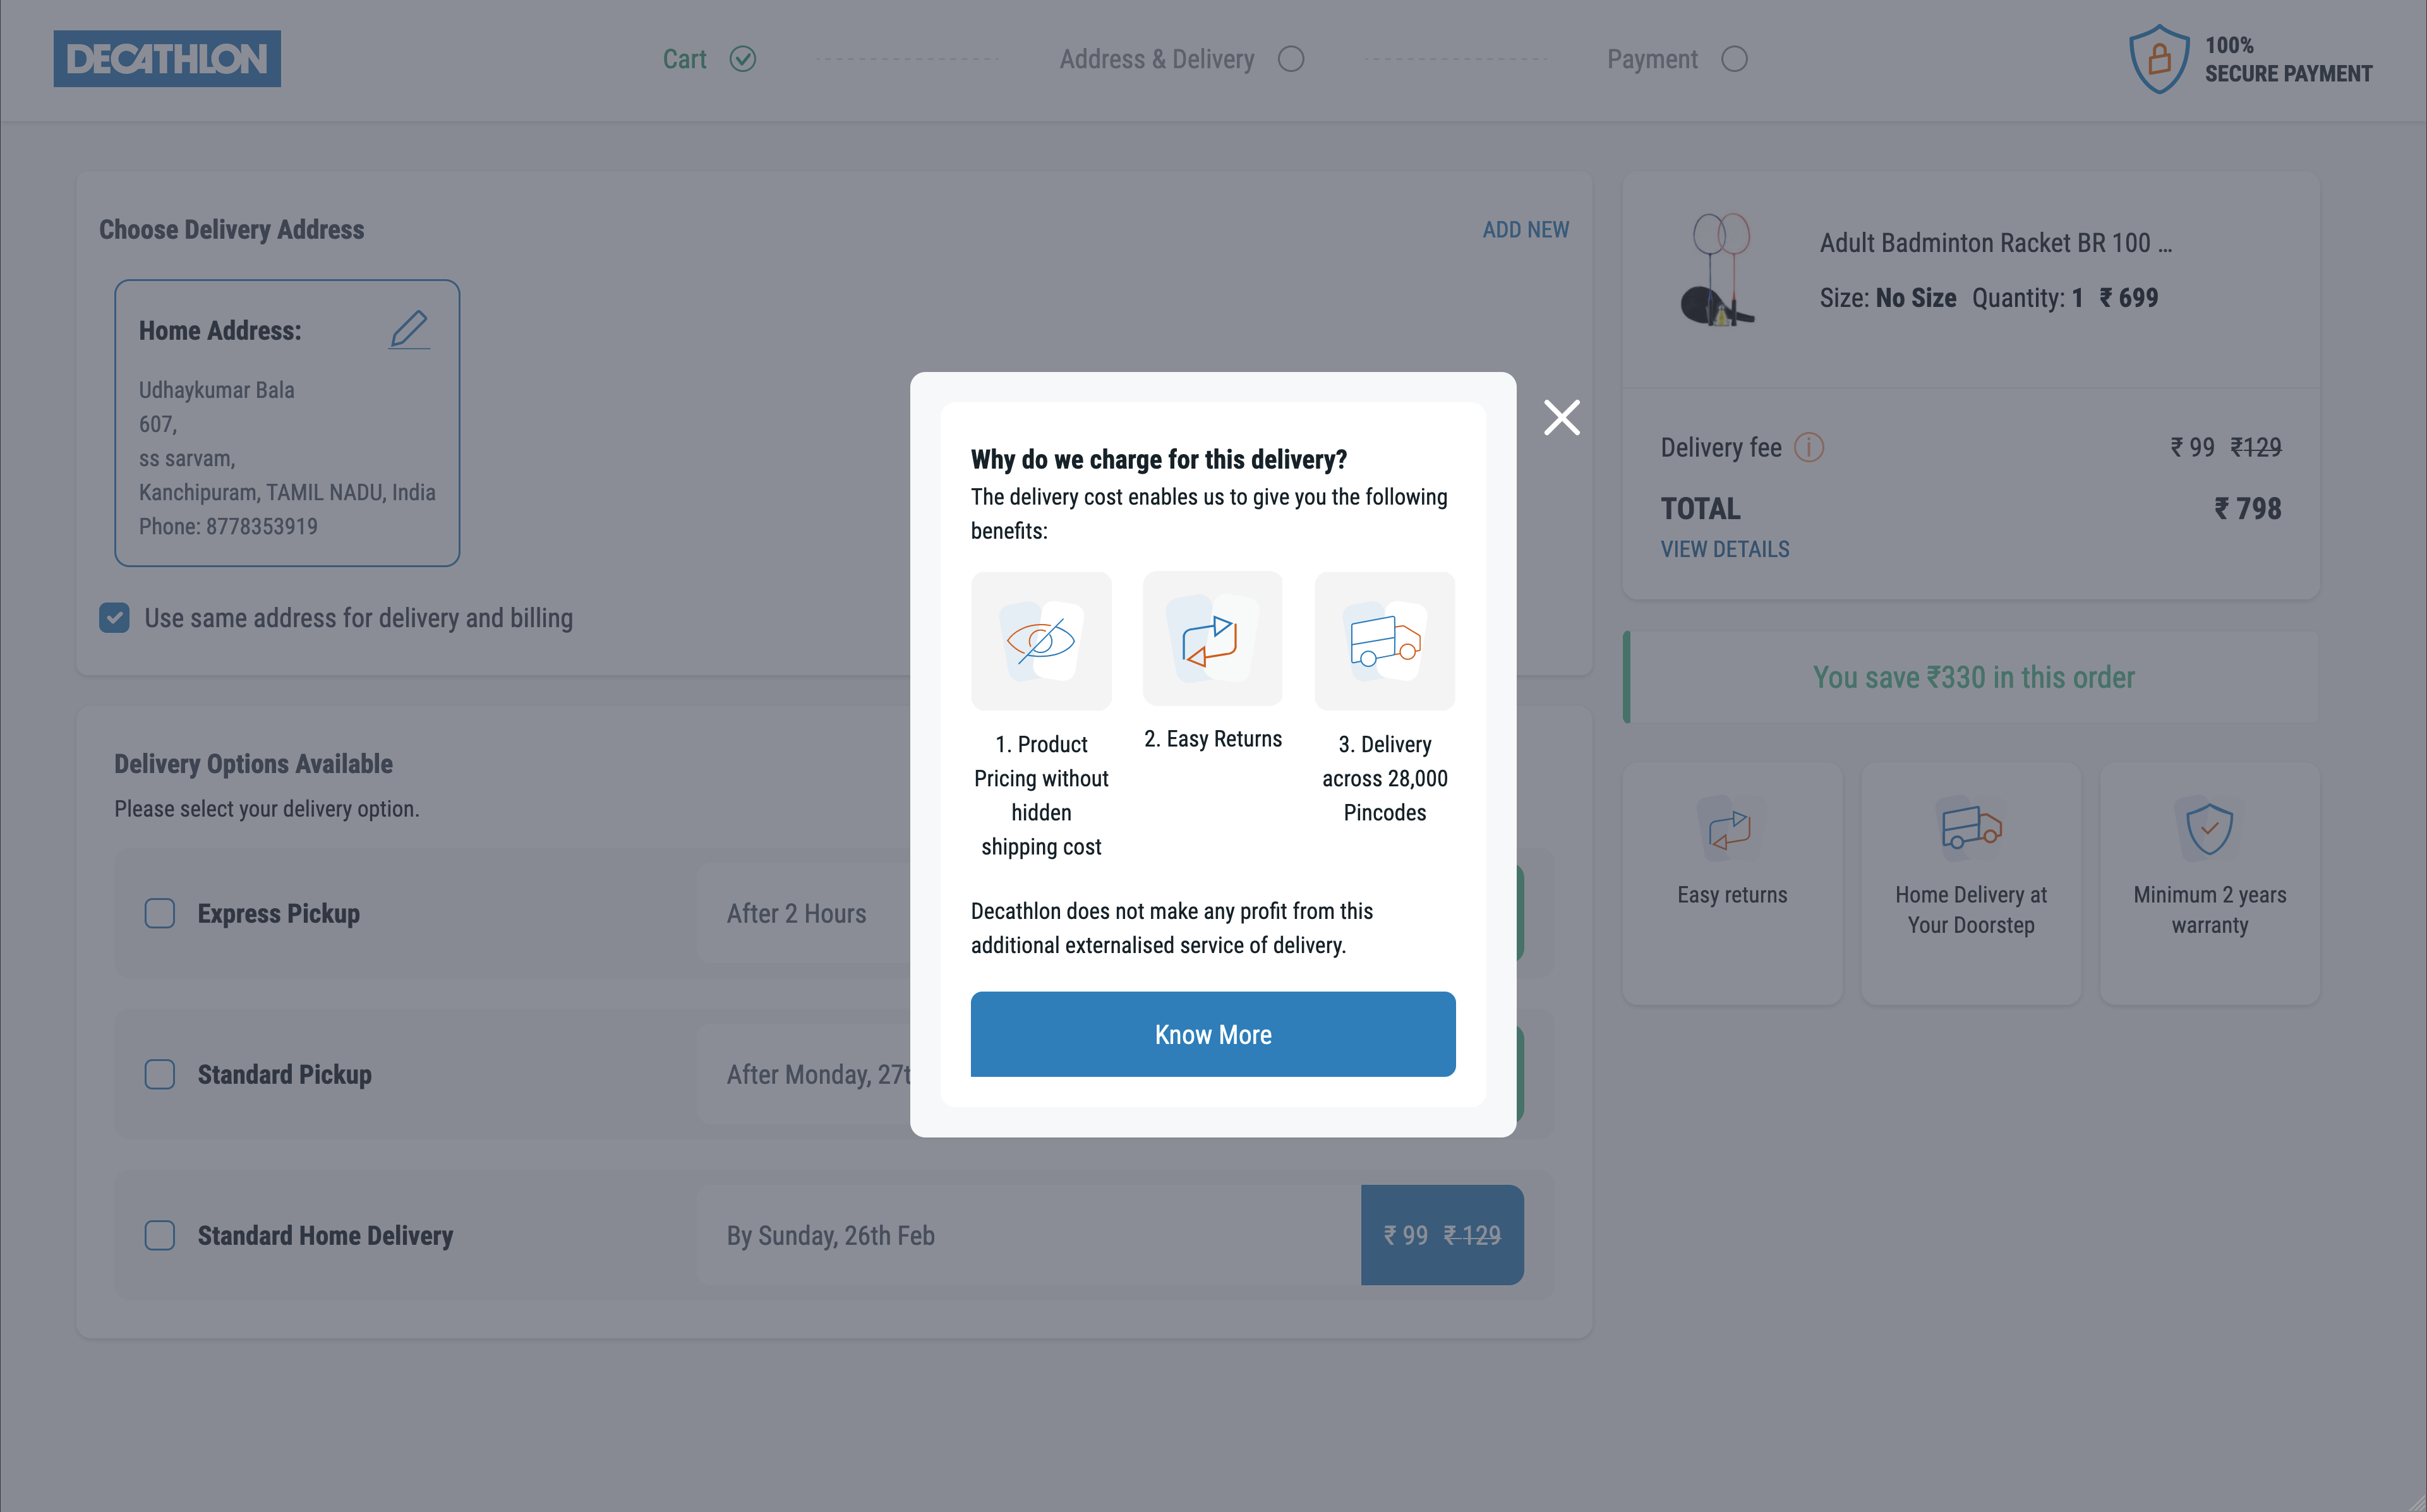 DECATHLON
Cart
Address & Delivery
Payment
100%
SECURE PAYMENT
Choose Delivery Address
ADD NEW
Home Address:
Udhaykumar Bala
607,
ss sarvam,
Kanchipuram, TAMIL NADU, India
Phone: 8778353919
Use same address for delivery and billing
Delivery Options Available
Please select your delivery option.
Express Pickup
After 2 Hours
Standard Pickup
After Monday, 27t
Standard Home Delivery
By Sunday, 26th Feb
₹ 99 ₹ 129
Why do we charge for this delivery?
The delivery cost enables us to give you the following
benefits:
1. Product
Pricing without
hidden
shipping cost
2. Easy Returns
3. Delivery
across 28,000
Pincodes
Decathlon does not make any profit from this
additional externalised service of delivery.
Know More
Adult Badminton Racket BR 100 ...
Size: No Size Quantity: 1 ₹ 699
Delivery fee
₹ 99 ₹129
TOTAL
₹ 798
VIEW DETAILS
You save ₹330 in this order
Easy returns
Home Delivery at
Your Doorstep
Minimum 2 years
warranty